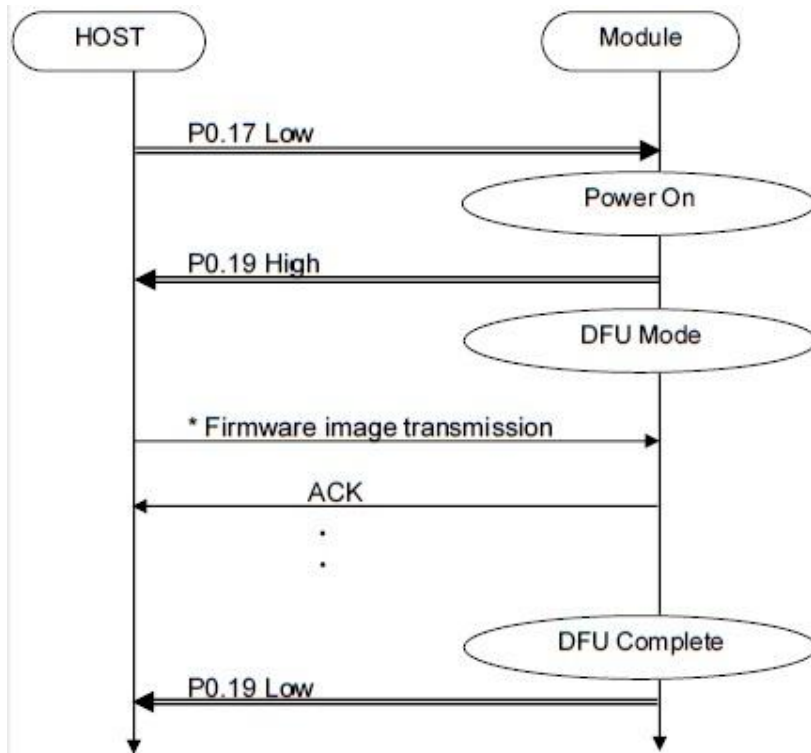 HOST
Module
P0.17 Low
Power On
P0.19 High
DFU Mode
* Firmware image transmission
ACK
DFU Complete
P0.19 Low